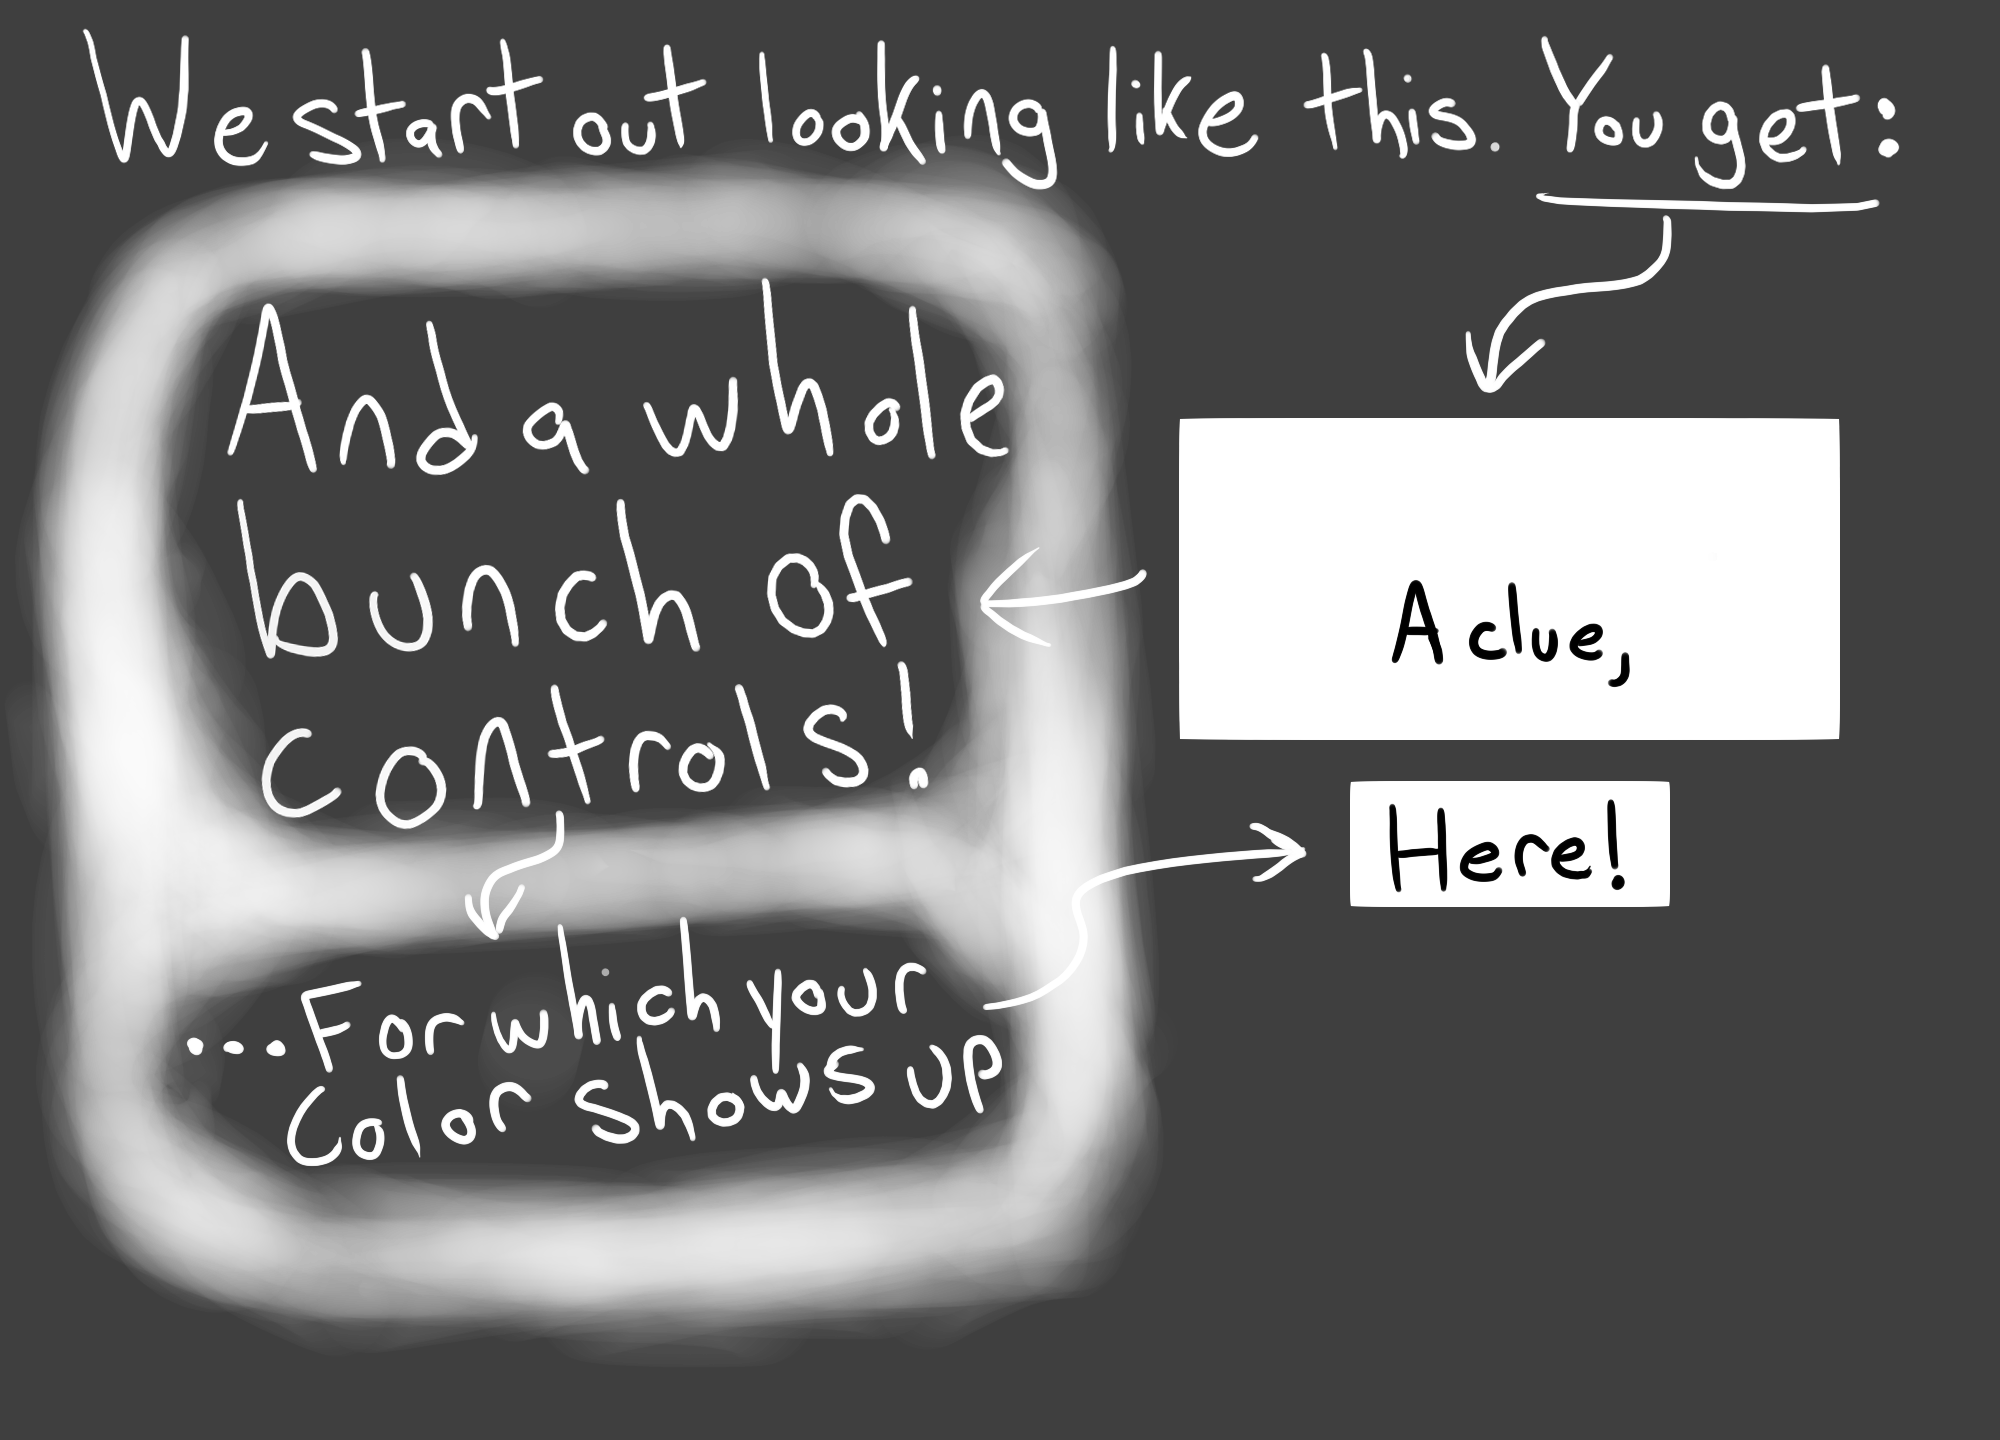 We start out looking like this. You get:
A clue,
And a whole
bunch of
controls!
...For which your
Color shows up
Here!